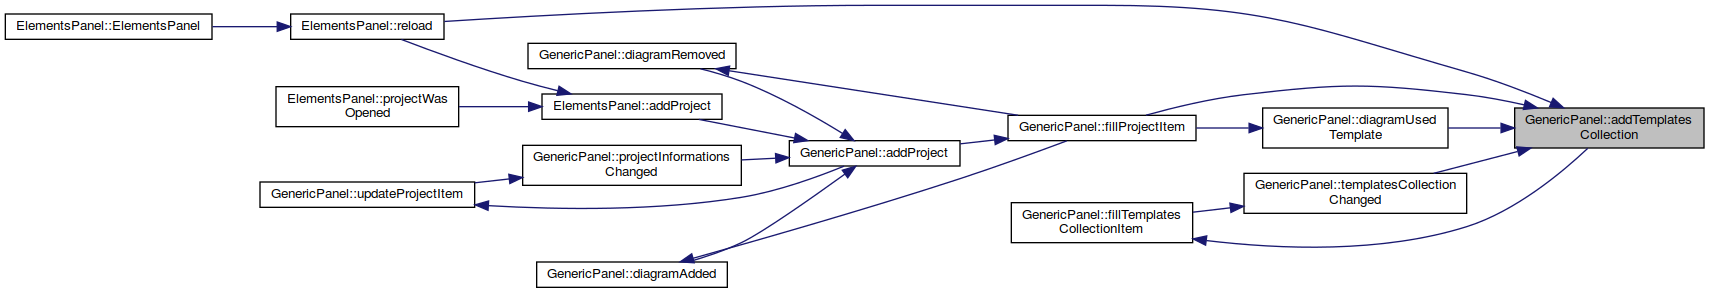 ElementsPanel::ElementsPanel
ElementsPanel::reload
GenericPanel::diagramRemoved
ElementsPanel::projectWas
Opened
ElementsPanel::addProject
GenericPanel::projectInformations
Changed
GenericPanel::updateProjectItem
GenericPanel::diagramAdded
GenericPanel::addProject
GenericPanel::fillProjectItem
GenericPanel::diagramUsed
Template
GenericPanel::templatesCollection
Changed
GenericPanel::fillTemplates
CollectionItem
GenericPanel::addTemplates
Collection